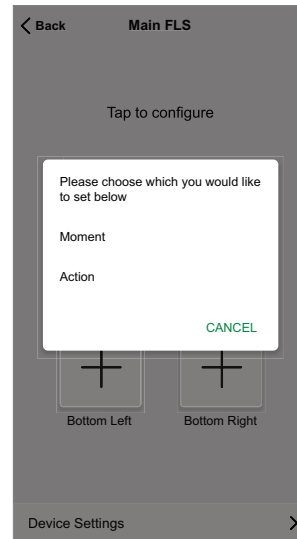 Back Main FLS
Tap to configure
Please choose which you would like
to set below
Moment
Action
CANCEL
Bottom Left Bottom Right
Device Settings